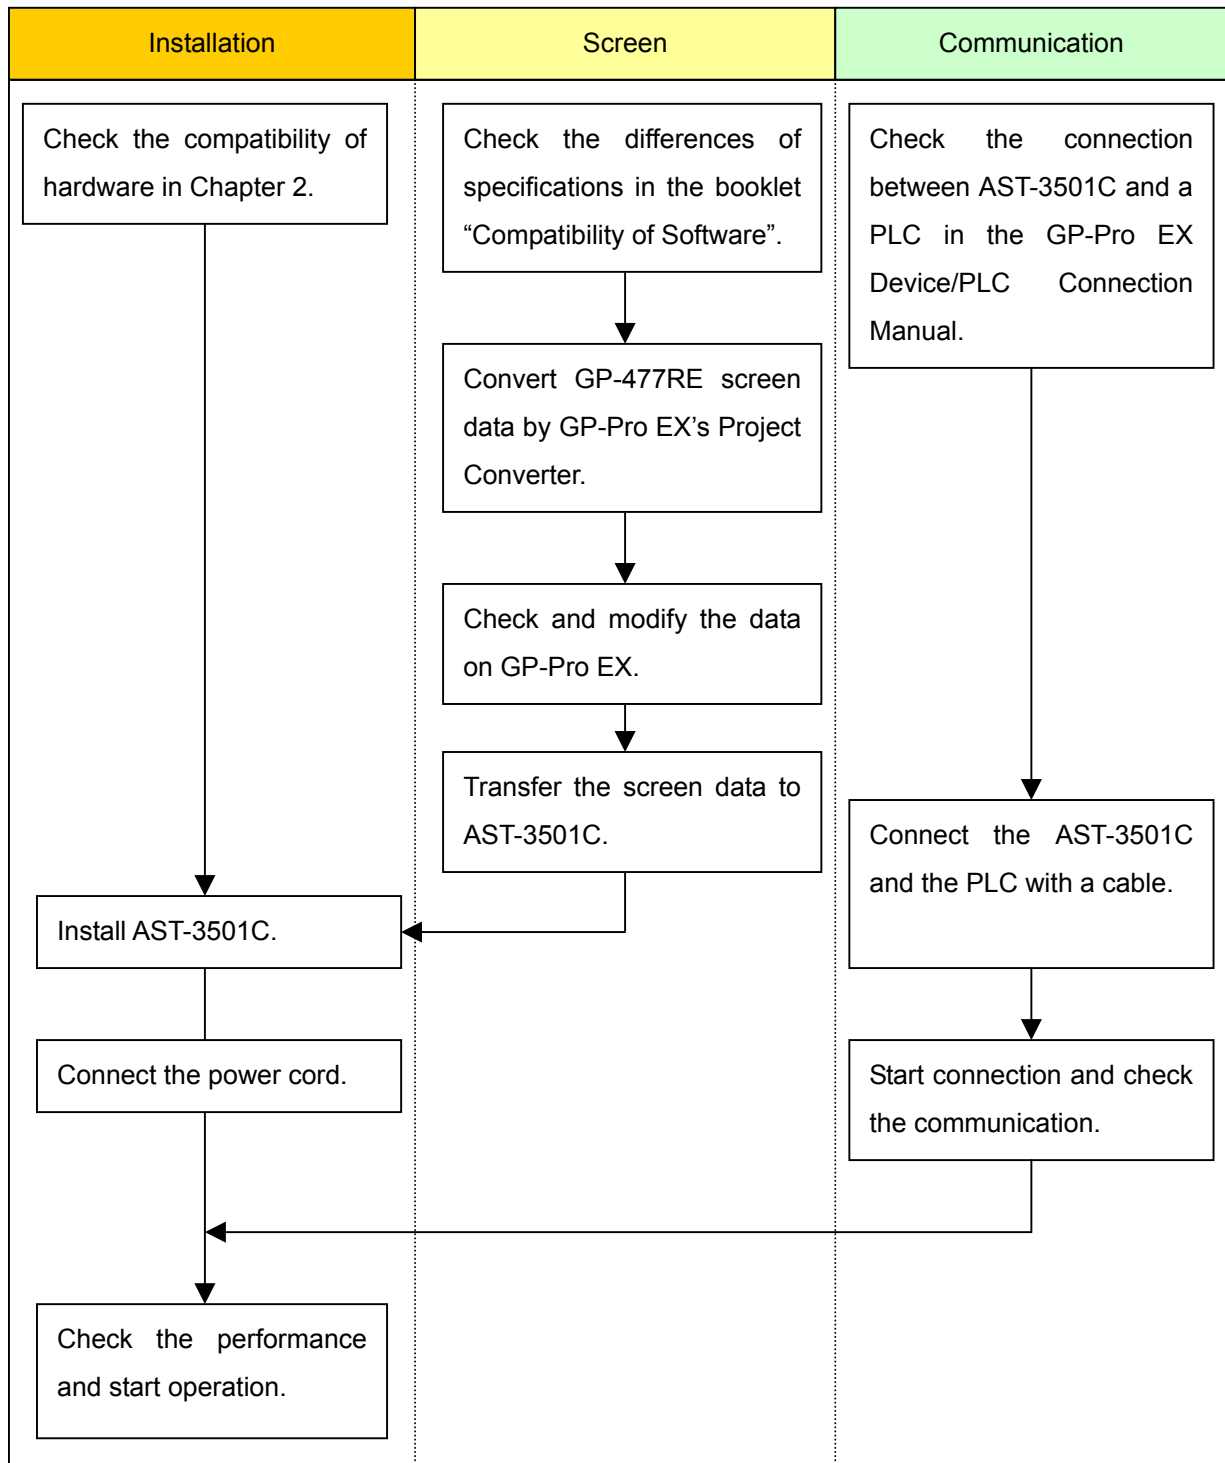 Installation
Screen
Communication
Check the compatibility of
hardware in Chapter 2.
Check the differences of
specifications in the booklet
“Compatibility of Software”.
Check the connection
between AST-3501C and a
PLC in the GP-Pro EX
Device/PLC Connection
Manual.
Convert GP-477RE screen
data by GP-Pro EX’s Project
Converter.
Check and modify the data
on GP-Pro EX.
Transfer the screen data to
AST-3501C.
Connect the AST-3501C
and the PLC with a cable.
Install AST-3501C.
Connect the power cord.
Start connection and check
the communication.
Check the performance
and start operation.